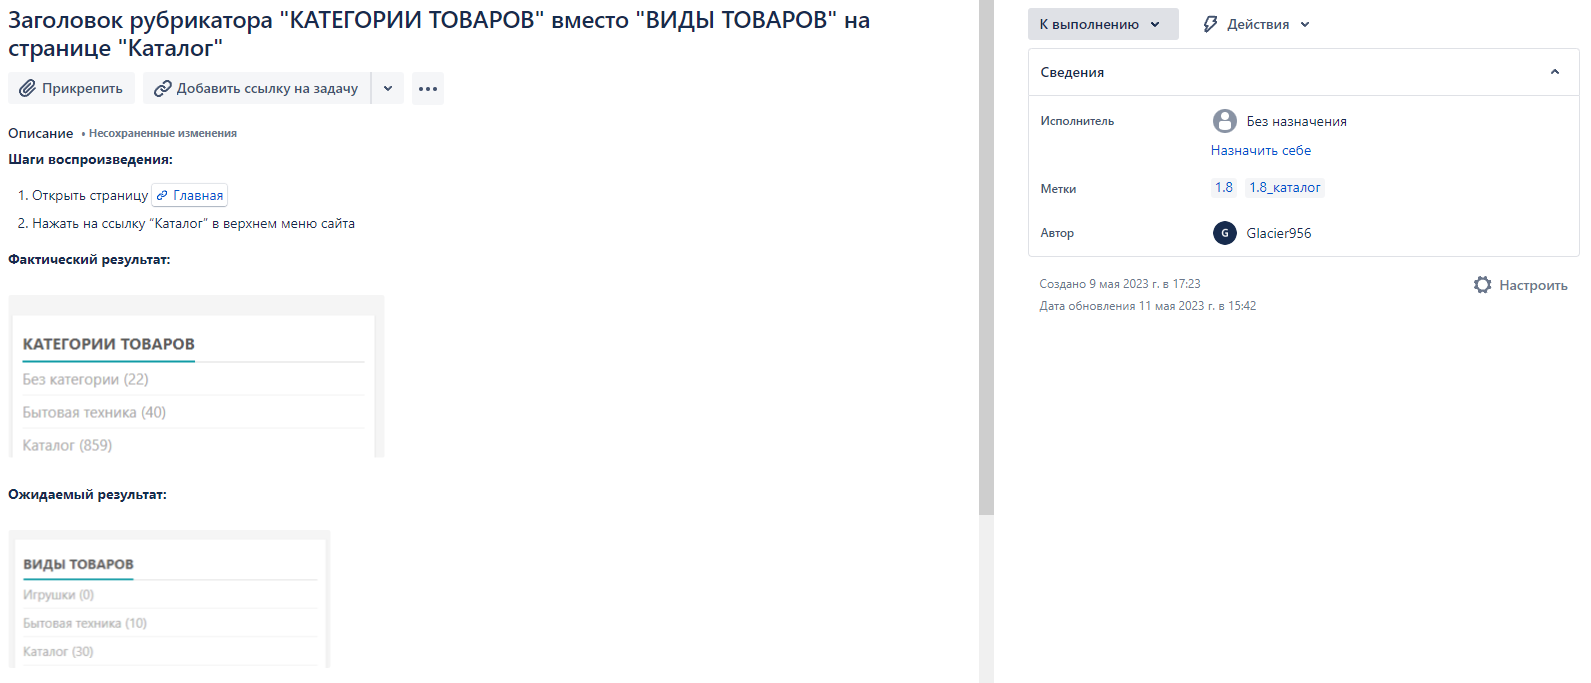 Заголовок рубрикатора "КАТЕГОРИИ ТОВАРОВ" вместо "ВИДЫ ТОВАРОВ" на
странице "Каталог"
Прикрепить
Добавить ссылку на задачу
Описание • Несохраненные изменения
Шаги воспроизведения:
1. Открыть страницу Главная
2. Нажать на ссылку “Каталог” в верхнем меню сайта
Фактический результат:
КАТЕГОРИИ ТОВАРОВ
Без категории (22)
Бытовая техника (40)
Каталог (859)
Ожидаемый результат:
ВИДЫ ТОВАРОВ
Игрушки (0)
Бытовая техника (10)
Каталог (30)
К выполнению
Действия
Сведения
Исполнитель
Без назначения
Назначить себе
Метки
1.8 1.8_каталог
Автор
G Glacier956
Создано 9 мая 2023 г. в 17:23
Дата обновления 11 мая 2023 г. в 15:42
Настроить